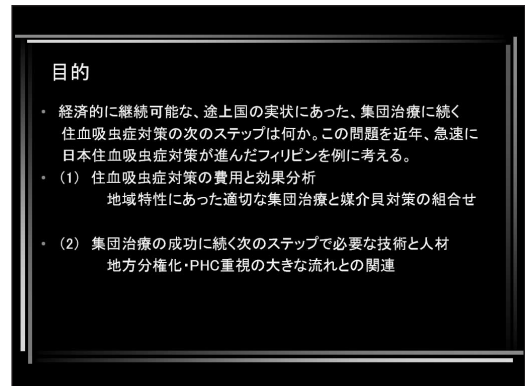 目的
経済的に継続可能な、途上国の実状にあった、集団治療に続く
住血吸虫症対策の次のステップは何か。この問題を近年、急速に
日本住血吸虫症対策が進んだフィリピンを例に考える。
(1) 住血吸虫症対策の費用と効果分析
地域特性にあった適切な集団治療と媒介貝対策の組合せ
(2) 集団治療の成功に続く次のステップで必要な技術と人材
地方分権化・PHC重視の大きな流れとの関連